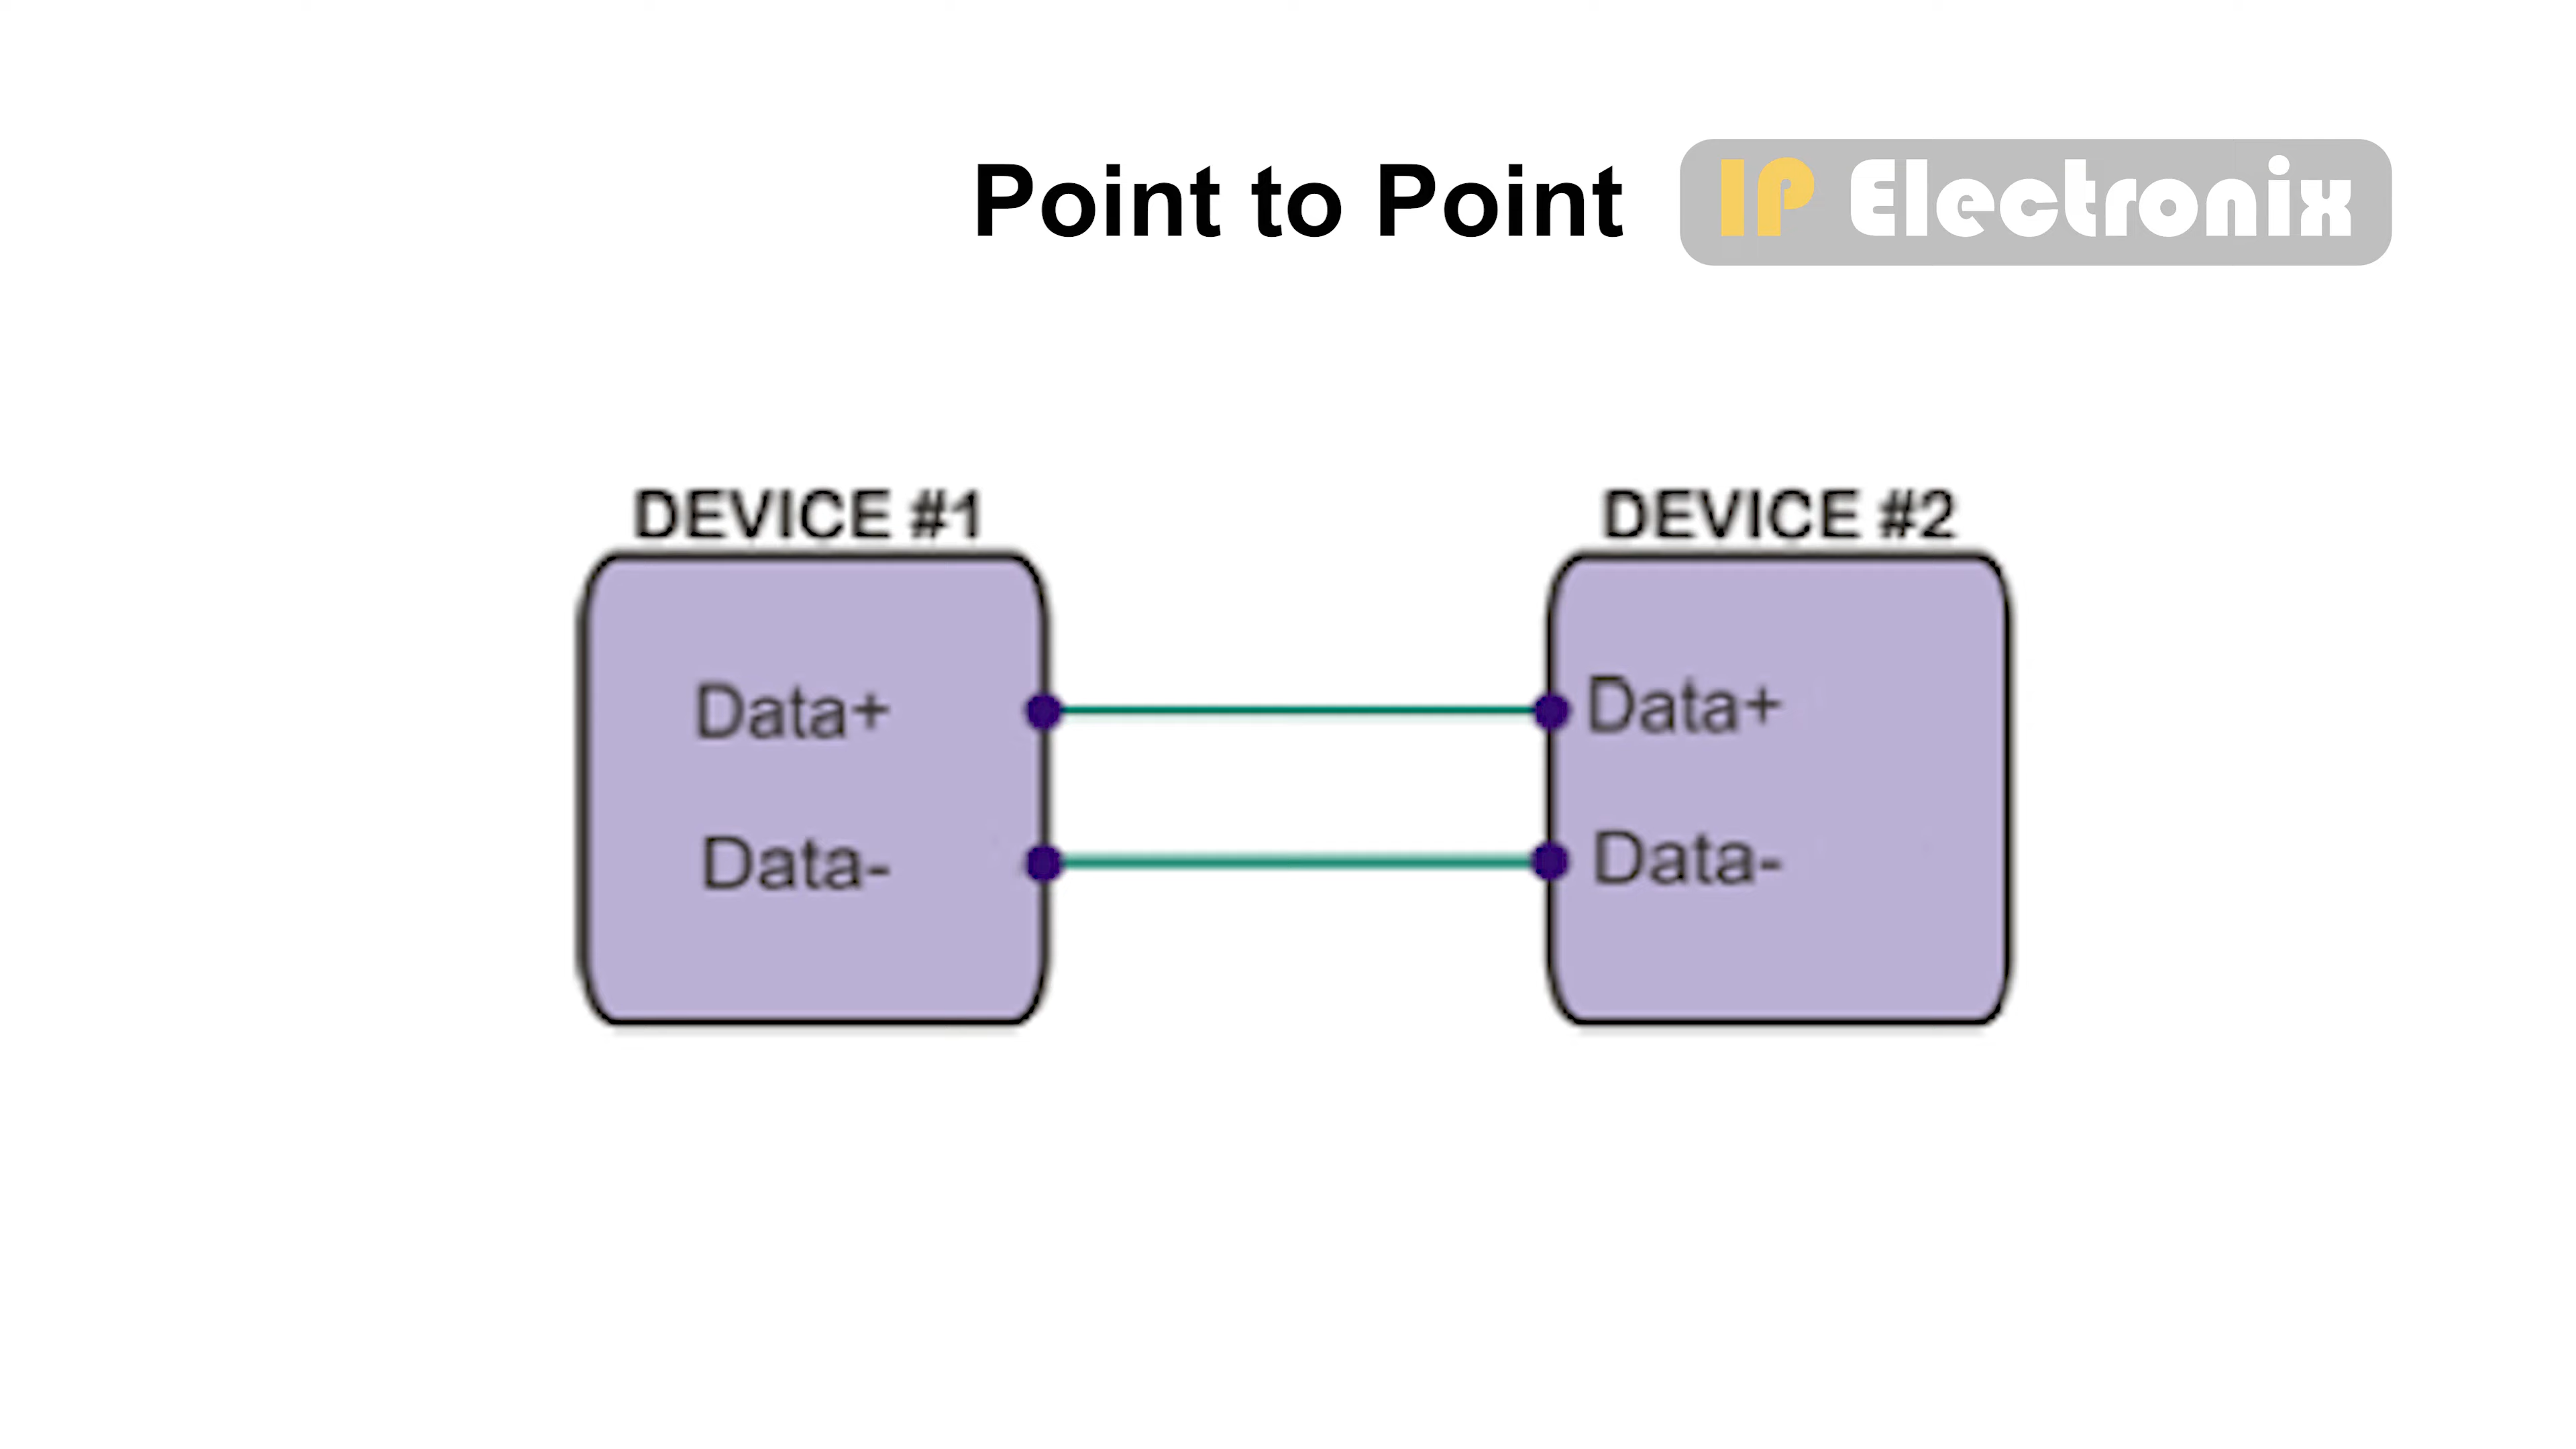 Point to Point
IP Electronix
DEVICE #1
DEVICE #2
Data+
Data+
Data-
Data-